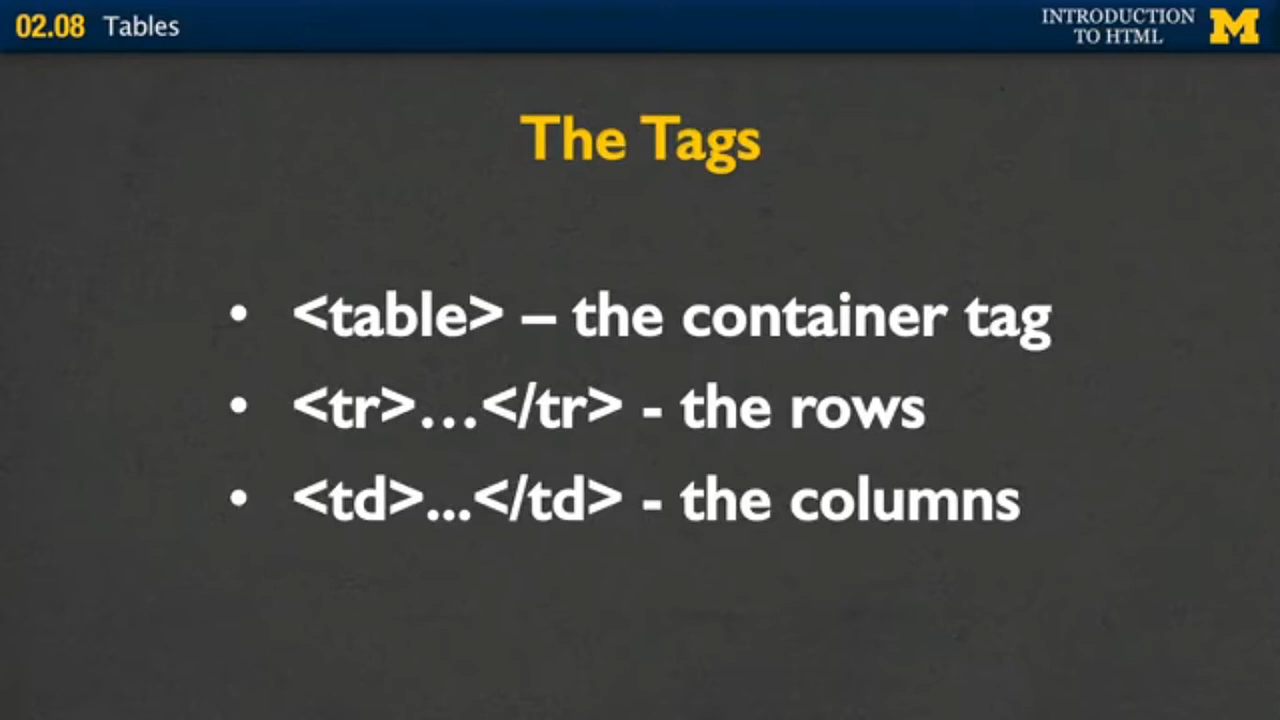 02.08 Tables
INTRODUCTION
TO HTML
M
The Tags
• <table> – the container tag
• <tr>…</tr> - the rows
• <td>...</td> - the columns